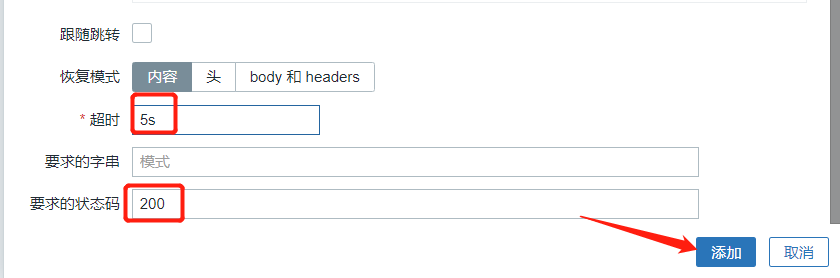 跟随跳转
恢复模式 内容 头 body 和 headers
* 超时 5s
要求的字串 模式
要求的状态码 200
添加 取消